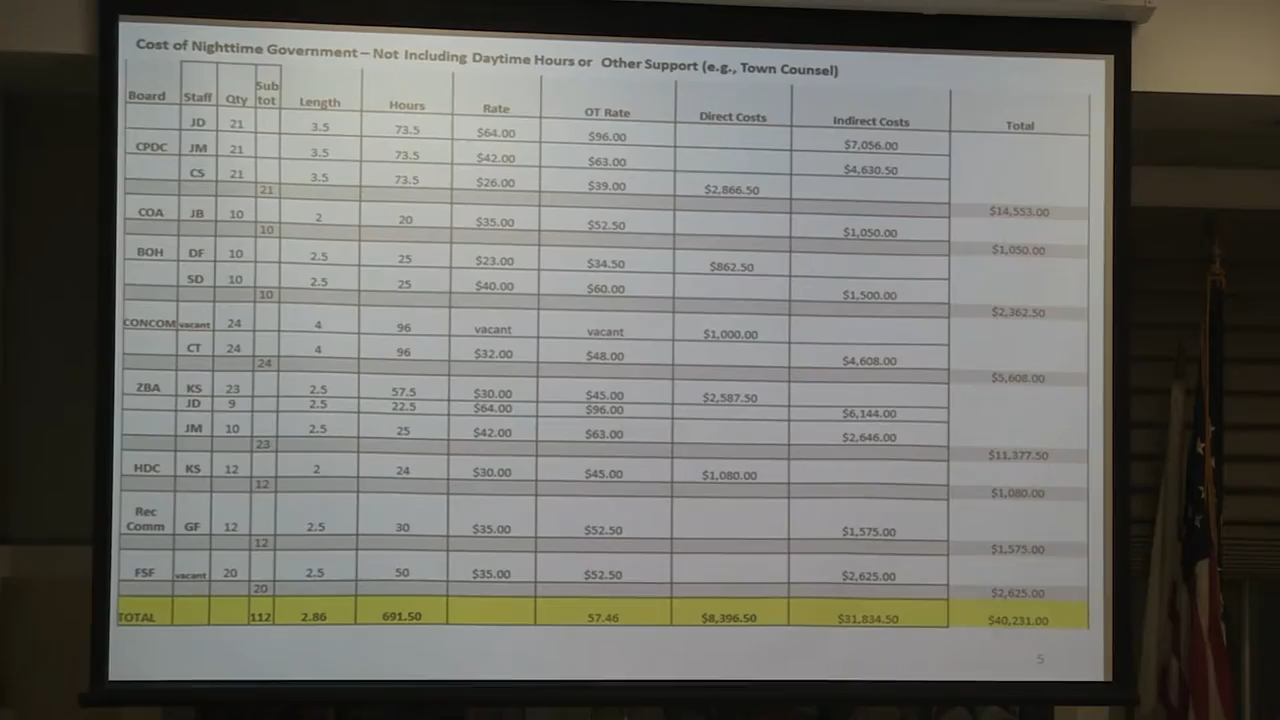 Cost of Nighttime Government – Not Including Daytime Hours or Other Support (e.g., Town Counsel)
Board Staff Qty Sub tot Length Hours Rate OT Rate Direct Costs Indirect Costs Total
JD 21 3.5 73.5 $64.00 $96.00 $7,056.00
CPDC JM 21 3.5 73.5 $42.00 $63.00 $4,630.50
CS 21 3.5 73.5 $26.00 $39.00 $2,866.50
21 $14,553.00
COA JB 10 2 20 $35.00 $52.50 $1,050.00
10 $1,050.00
BOH DF 10 2.5 25 $23.00 $34.50 $862.50
SD 10 2.5 25 $40.00 $60.00 $1,500.00
10 $2,362.50
CONCOM vacant 24 4 96 vacant vacant $1,000.00
CT 24 4 96 $32.00 $48.00 $4,608.00
24 $5,608.00
ZBA KS 23 2.5 57.5 $30.00 $45.00 $2,587.50
JD 9 2.5 22.5 $64.00 $96.00 $6,144.00
JM 10 2.5 25 $42.00 $63.00 $2,646.00
23 $11,377.50
HDC KS 12 2 24 $30.00 $45.00 $1,080.00
12 $1,080.00
Rec
Comm GF 12 2.5 30 $35.00 $52.50 $1,575.00
12 $1,575.00
FSF vacant 20 2.5 50 $35.00 $52.50 $2,625.00
20 $2,625.00
TOTAL 112 2.86 691.50 57.46 $8,396.50 $31,834.50 $40,231.00
5